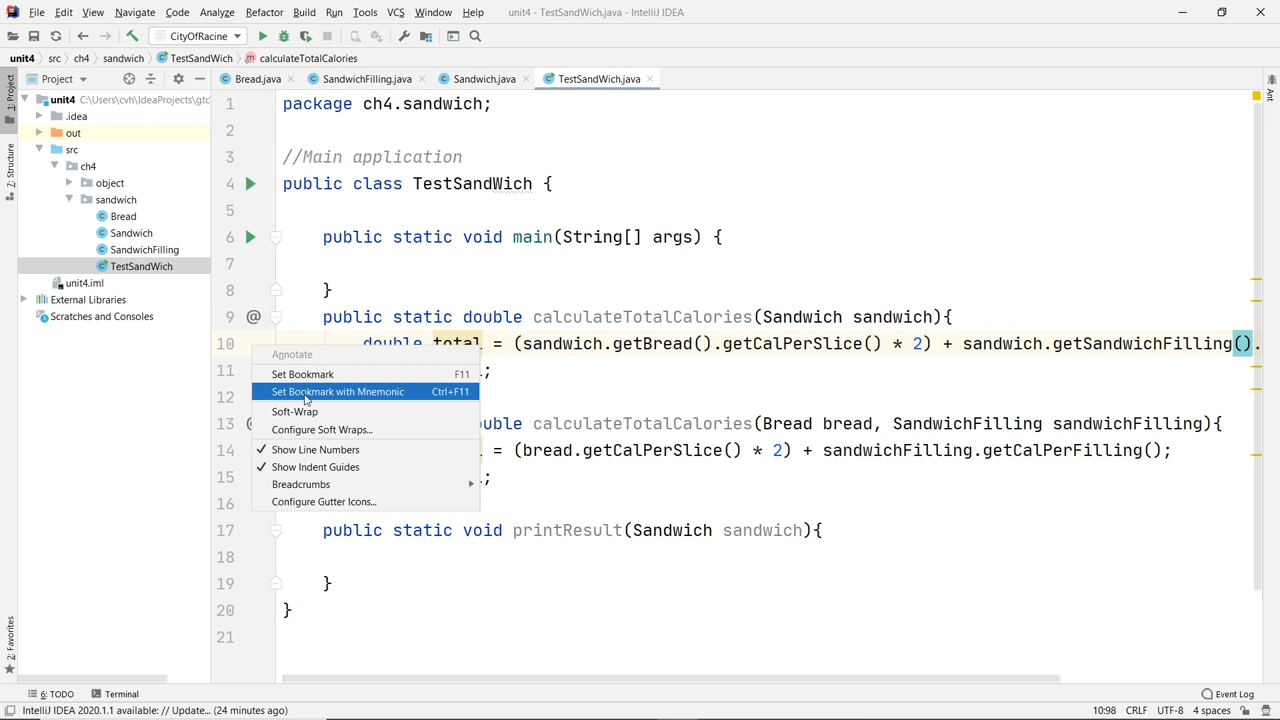 File Edit View Navigate Code Analyze Refactor Build Run Tools VCS Window Help unit4 - TestSandWich.java - IntelliJ IDEA
CityOfRacine
unit4 src ch4 sandwich TestSandWich calculateTotalCalories
1: Project
Z: Structure
2: Favorites
Ant
Project
unit4 C:\Users\cvh\IdeaProjects\gtc
.idea
out
src
ch4
object
sandwich
Bread
Sandwich
SandwichFilling
TestSandWich
unit4.iml
External Libraries
Scratches and Consoles
Bread.java SandwichFilling.java Sandwich.java TestSandWich.java
1 package ch4.sandwich;
2
3 //Main application
4 public class TestSandWich {
5
6 public static void main(String[] args) {
7
8 }
9 @ public static double calculateTotalCalories(Sandwich sandwich){
10 double total = (sandwich.getBread().getCalPerSlice() * 2) + sandwich.getSandwichFilling().
11 ;
12
13 uble calculateTotalCalories(Bread bread, SandwichFilling sandwichFilling){
14 = (bread.getCalPerSlice() * 2) + sandwichFilling.getCalPerFilling();
15 ;
16
17 public static void printResult(Sandwich sandwich){
18
19 }
20 }
21
Annotate
Set Bookmark F11
Set Bookmark with Mnemonic Ctrl+F11
Soft-Wrap
Configure Soft Wraps...
Show Line Numbers
Show Indent Guides
Breadcrumbs
Configure Gutter Icons...
6: TODO Terminal Event Log
IntelliJ IDEA 2020.1.1 available: // Update... (24 minutes ago) 10:98 CRLF UTF-8 4 spaces